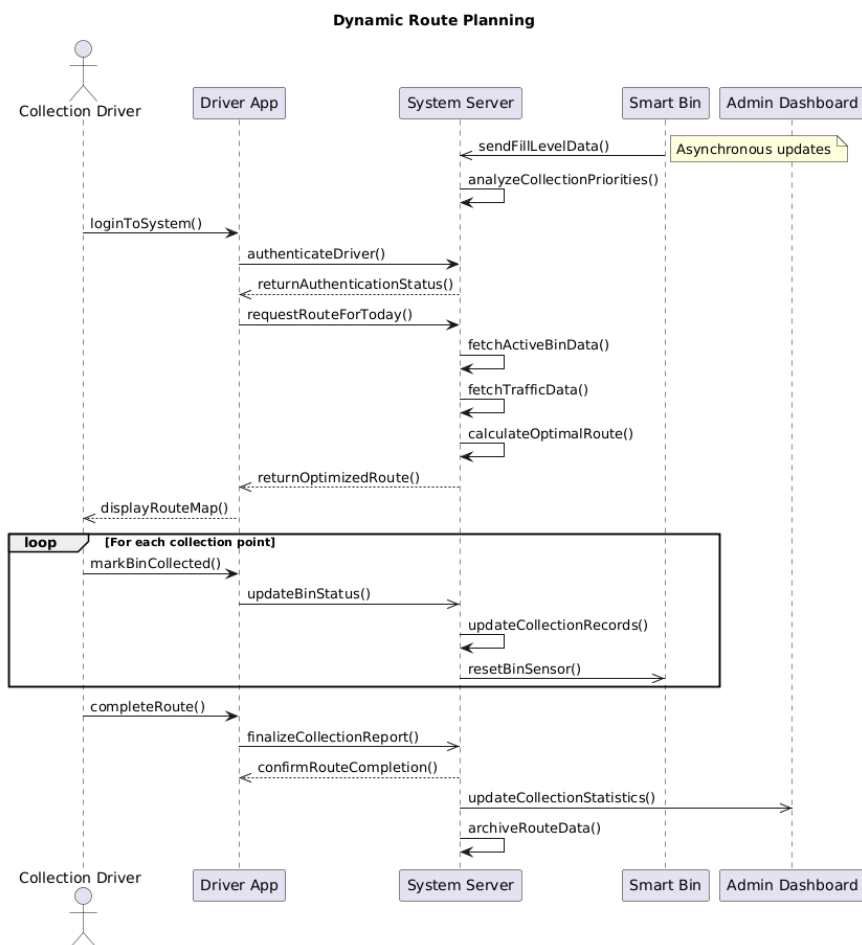 Dynamic Route Planning
Collection Driver
Driver App
System Server
Smart Bin
Admin Dashboard
sendFillLevelData()
Asynchronous updates
analyzeCollectionPriorities()
loginToSystem()
authenticateDriver()
returnAuthenticationStatus()
requestRouteForToday()
fetchActiveBinData()
fetchTrafficData()
calculateOptimalRoute()
returnOptimizedRoute()
displayRouteMap()
loop
[For each collection point]
markBinCollected()
updateBinStatus()
updateCollectionRecords()
resetBinSensor()
completeRoute()
finalizeCollectionReport()
confirmRouteCompletion()
updateCollectionStatistics()
archiveRouteData()
Collection Driver
Driver App
System Server
Smart Bin
Admin Dashboard